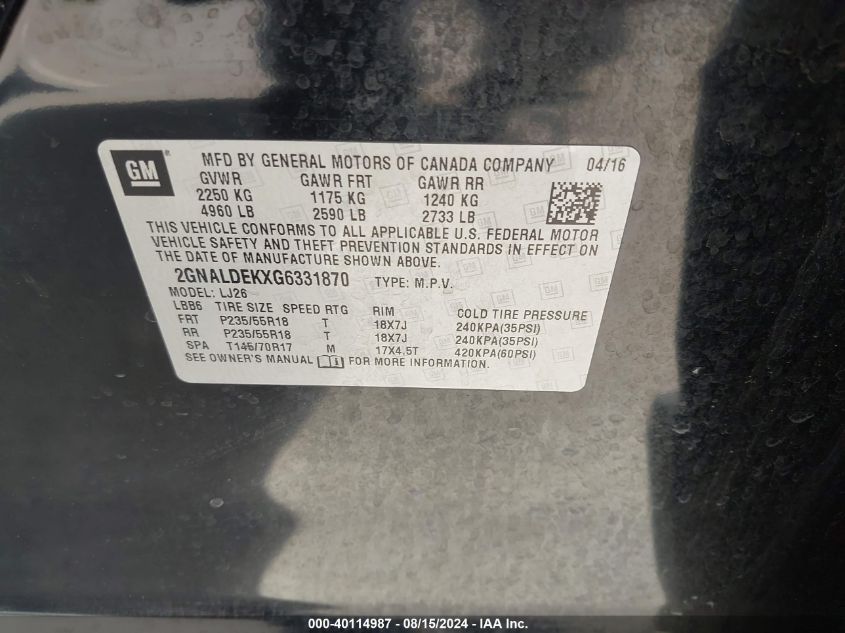 GM
MFD BY GENERAL MOTORS OF CANADA COMPANY 04/16
GVWR GAWR FRT GAWR RR
2250 KG 1175 KG 1240 KG
4960 LB 2590 LB 2733 LB
THIS VEHICLE CONFORMS TO ALL APPLICABLE U.S. FEDERAL MOTOR
VEHICLE SAFETY AND THEFT PREVENTION STANDARDS IN EFFECT ON
THE DATE OF MANUFACTURE SHOWN ABOVE.
2GNALDEKXG6331870 TYPE: M.P.V.
MODEL: LJ26
LBB6 TIRE SIZE SPEED RTG RIM COLD TIRE PRESSURE
FRT P235/55R18 T 18X7J 240KPA(35PSI)
RR P235/55R18 T 18X7J 240KPA(35PSI)
SPA T145/70R17 M 17X4.5T 420KPA(60PSI)
SEE OWNER'S MANUAL FOR MORE INFORMATION.
000-40114987 - 08/15/2024 - IAA Inc.